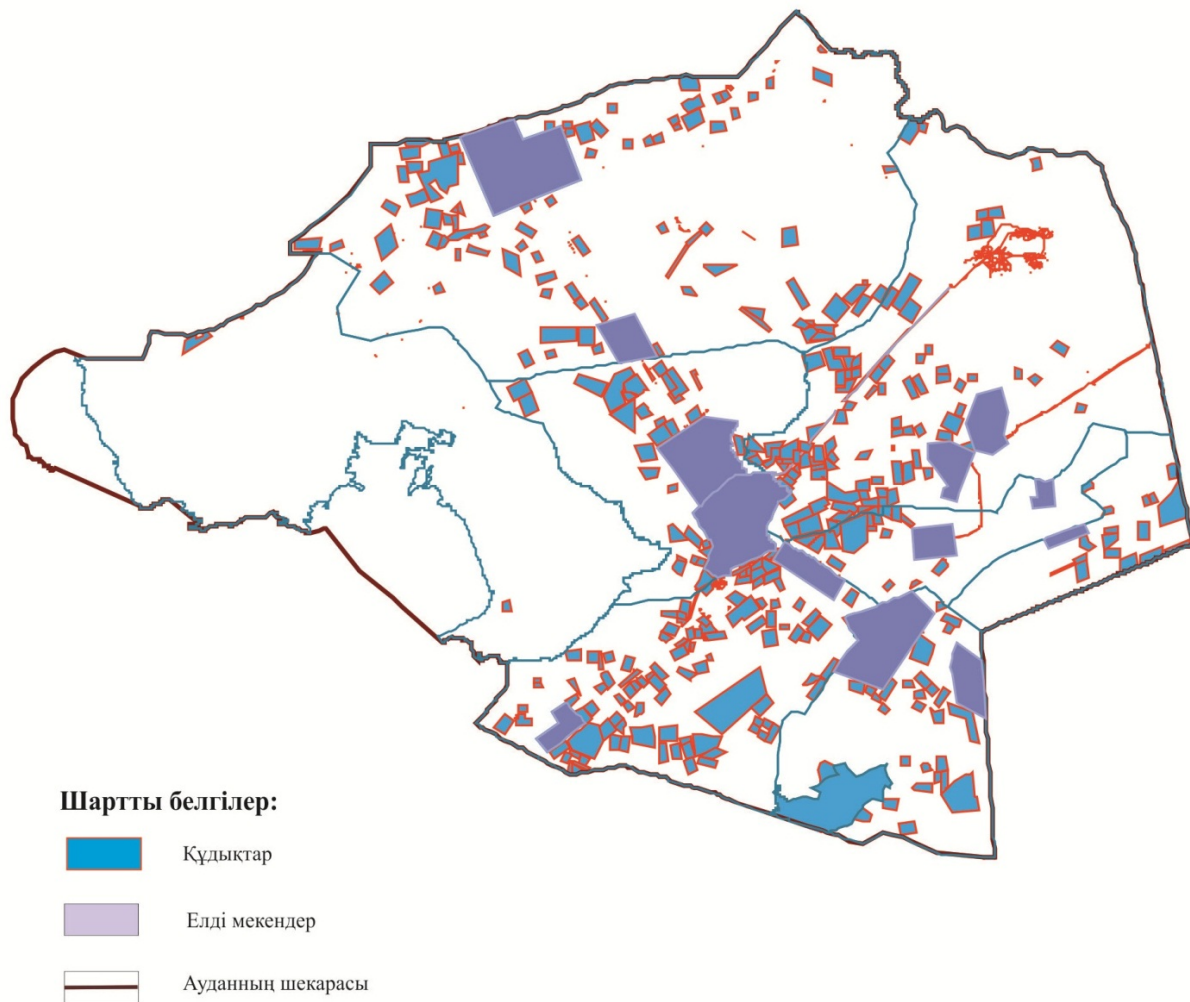 Шартты белгілер:
Құдықтар
Елді мекендер
Ауданның шекарасы